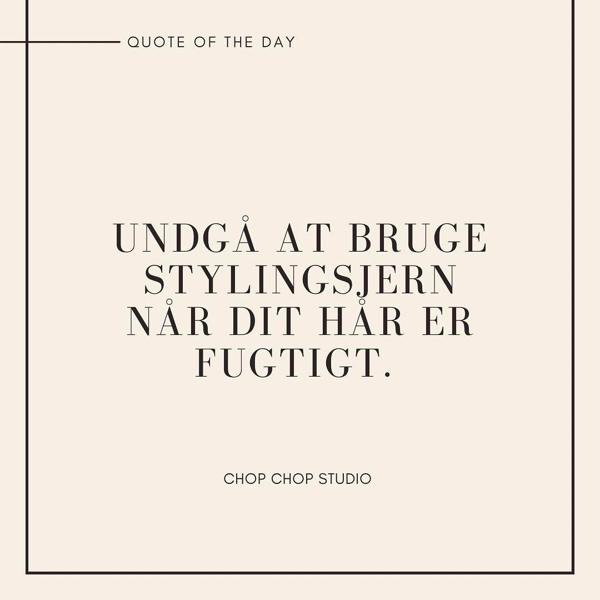 QUOTE OF THE DAY
UNDGÅ AT BRUGE
STYLINGSJERN
NÅR DIT HÅR ER
FUGTIGT.
CHOP CHOP STUDIO